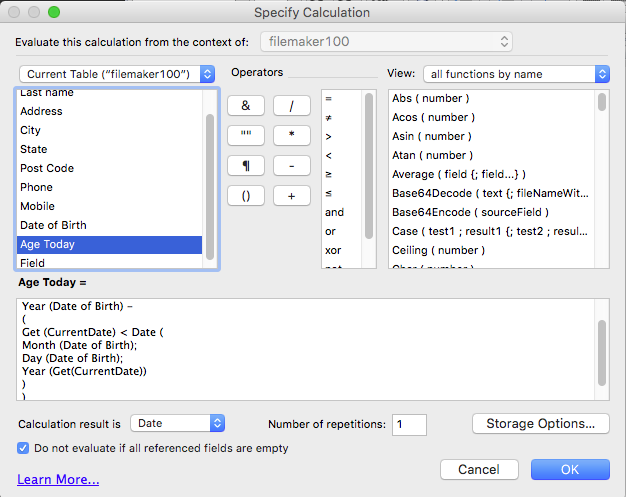 Specify Calculation
Evaluate this calculation from the context of: filemaker100
Current Table ("filemaker100") Operators View: all functions by name
Last name
Address
City
State
Post Code
Phone
Mobile
Date of Birth
Age Today
Field
& /
"" *
¶ -
() +
=
≠
>
<
≥
≤
and
or
xor
Abs ( number )
Acos ( number )
Asin ( number )
Atan ( number )
Average ( field {; field...} )
Base64Decode ( text {; fileNameWit...
Base64Encode ( sourceField )
Case ( test1 ; result1 {; test2 ; resul...
Ceiling ( number )
Char ( number )
Age Today =
Year (Date of Birth) -
(
Get (CurrentDate) < Date (
Month (Date of Birth);
Day (Date of Birth);
Year (Get(CurrentDate))
)
)
Calculation result is Date Number of repetitions: 1 Storage Options...
Do not evaluate if all referenced fields are empty
Learn More... Cancel OK